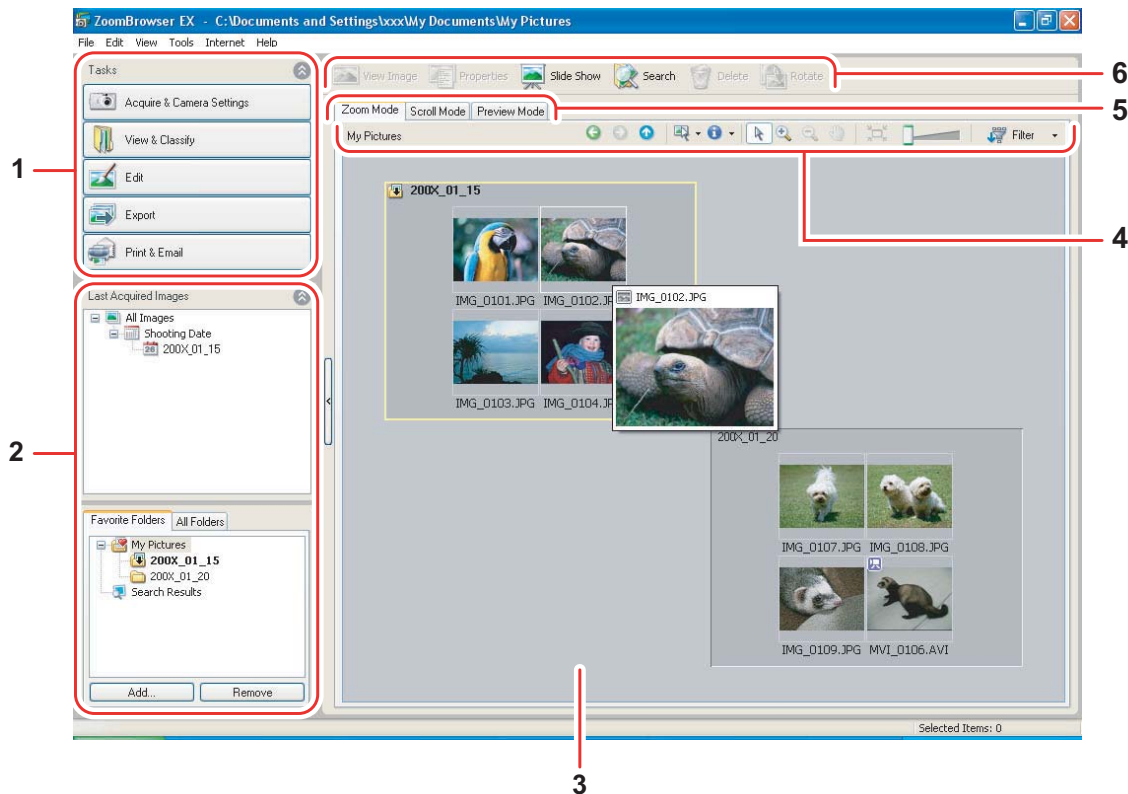 ZoomBrowser EX - C:\Documents and Settings\xxx\My Documents\My Pictures
File Edit View Tools Internet Help
Tasks
Acquire & Camera Settings
View & Classify
Edit
Export
Print & Email
1
Last Acquired Images
All Images
Shooting Date
26 200X_01_15
2
Favorite Folders All Folders
My Pictures
200X_01_15
200X_01_20
Search Results
Add... Remove
View Image Properties Slide Show Search Delete Rotate
6
Zoom Mode Scroll Mode Preview Mode
5
My Pictures Filter
4
200X_01_15
IMG_0101.JPG IMG_0102.JP
IMG_0102.JPG
IMG_0103.JPG IMG_0104.JP
200X_01_20
IMG_0107.JPG IMG_0108.JPG
IMG_0109.JPG MVI_0106.AVI
Selected Items: 0
3